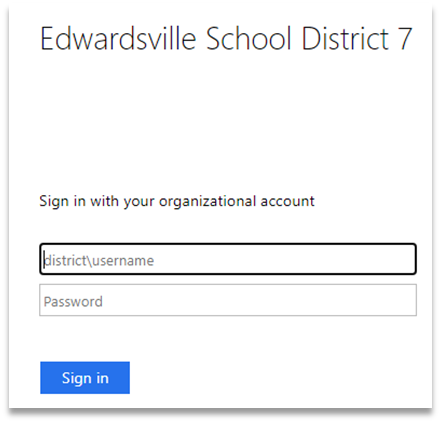 Edwardsville School District 7
Sign in with your organizational account
district\username
Password
Sign in